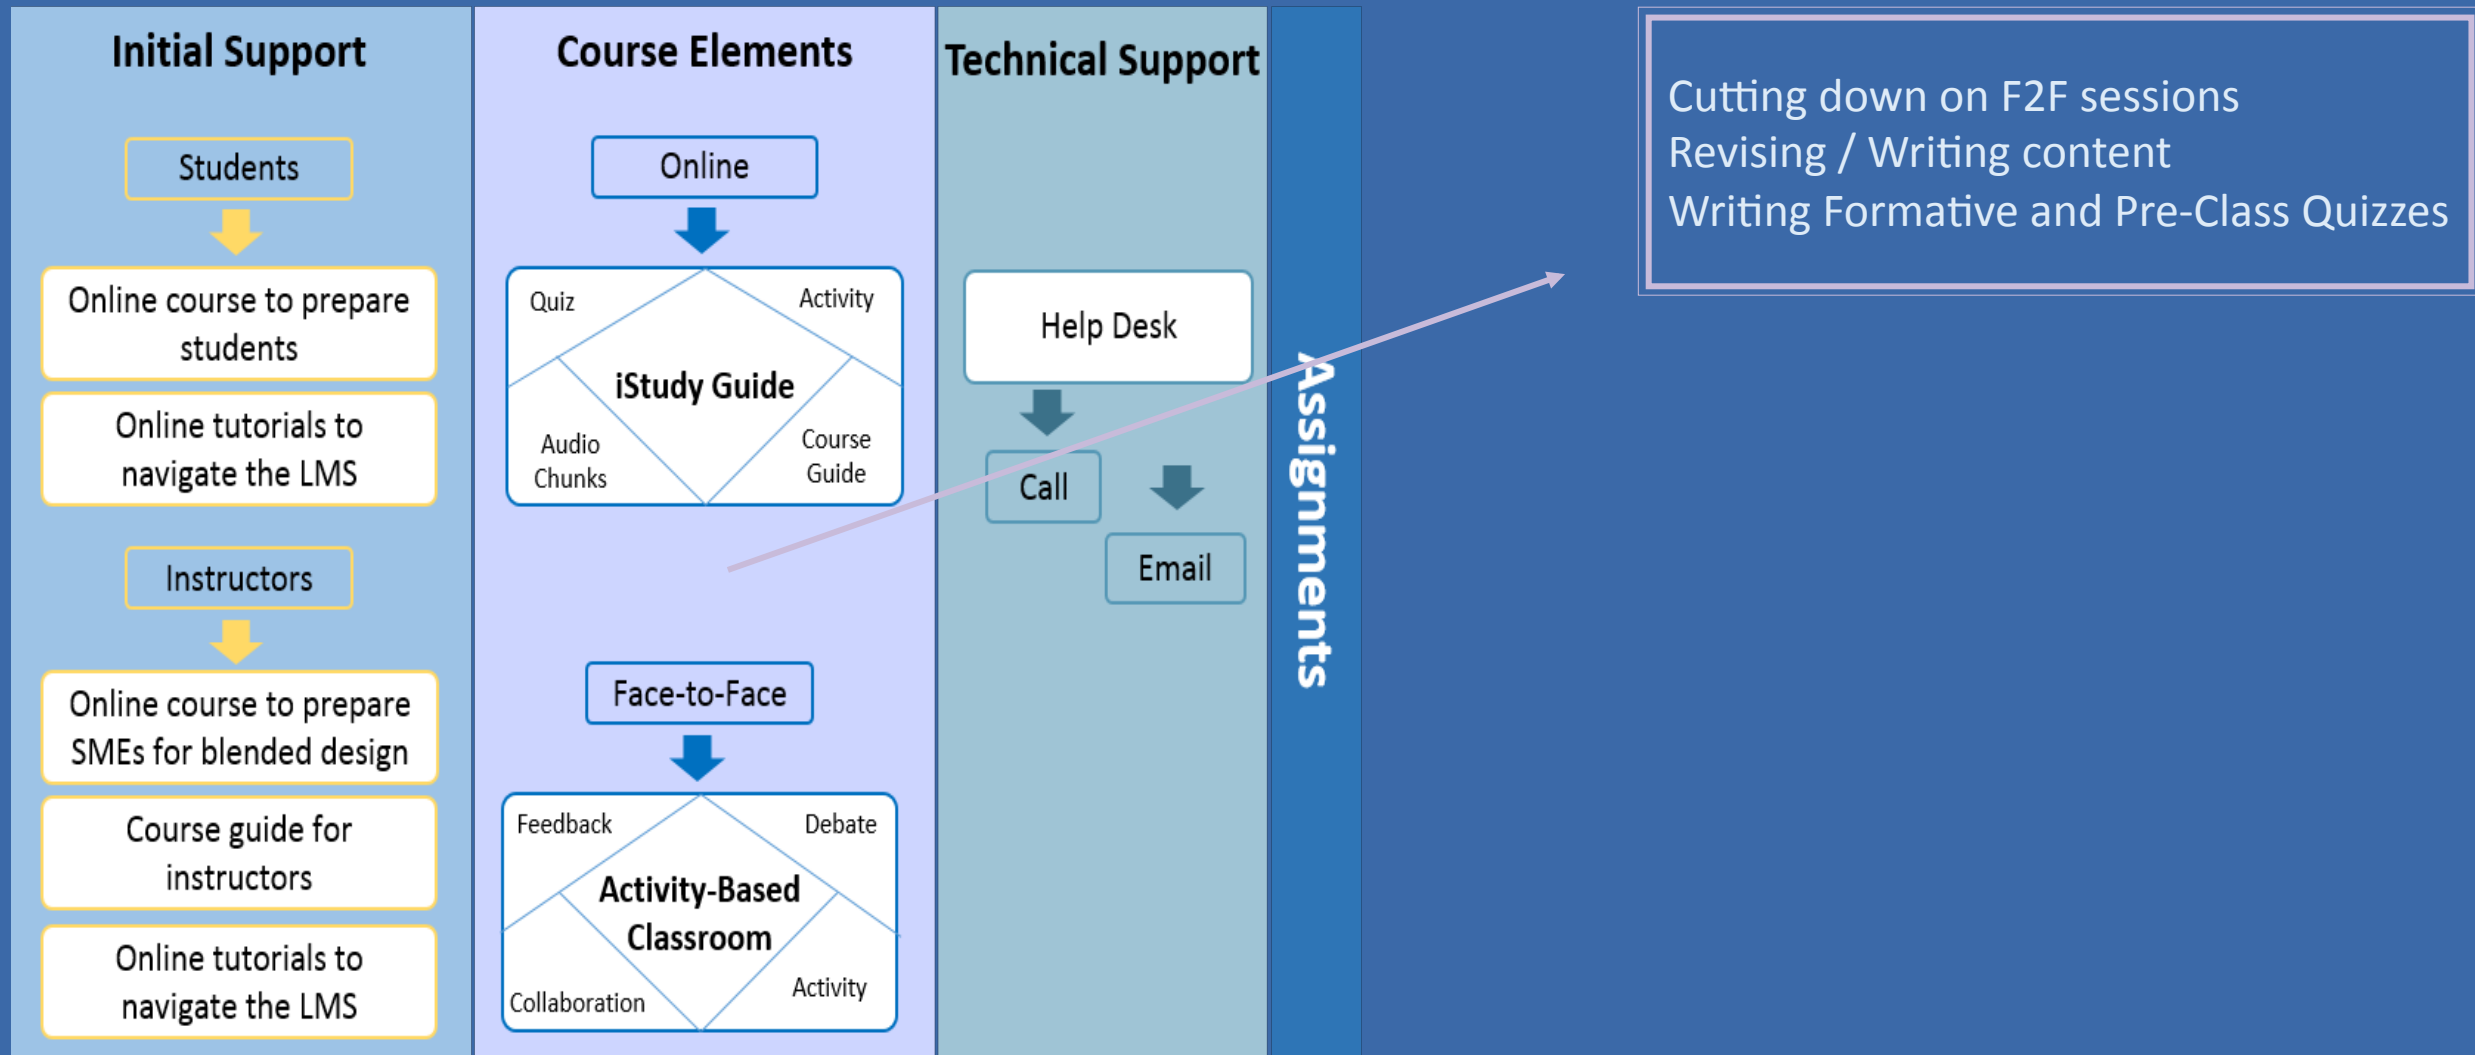 Initial Support
Students
Online course to prepare
students
Online tutorials to
navigate the LMS
Instructors
Online course to prepare
SMEs for blended design
Course guide for
instructors
Online tutorials to
navigate the LMS
Course Elements
Online
Quiz
Activity
iStudy Guide
Audio
Chunks
Course
Guide
Face-to-Face
Feedback
Debate
Activity-Based
Classroom
Collaboration
Activity
Technical Support
Help Desk
Call
Email
Assignments
Cutting down on F2F sessions
Revising / Writing content
Writing Formative and Pre-Class Quizzes